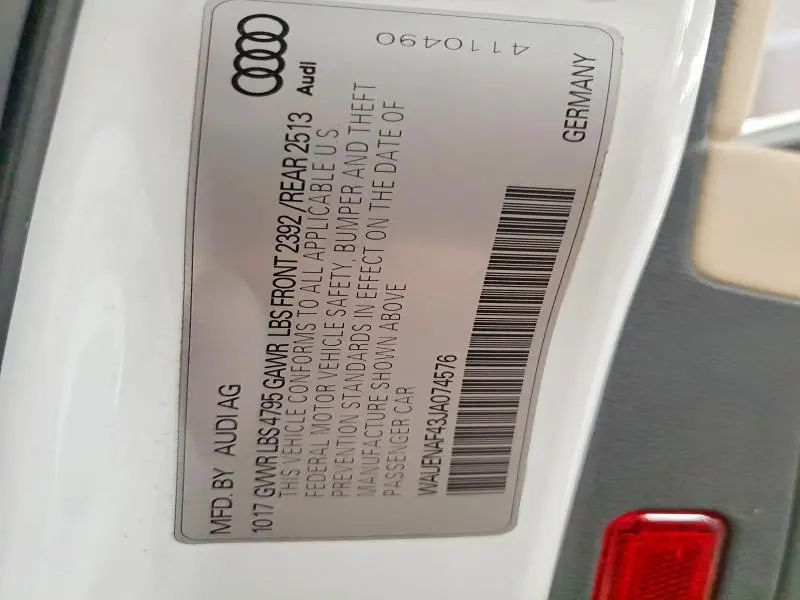 MFD. BY AUDI AG
Audi
1017 GVWR LBS 4795 GAWR LBS FRONT 2392 / REAR 2513
THIS VEHICLE CONFORMS TO ALL APPLICABLE U.S.
FEDERAL MOTOR VEHICLE SAFETY, BUMPER AND THEFT
PREVENTION STANDARDS IN EFFECT ON THE DATE OF
MANUFACTURE SHOWN ABOVE
PASSENGER CAR
WAUENAF43JA074576
4110490
GERMANY